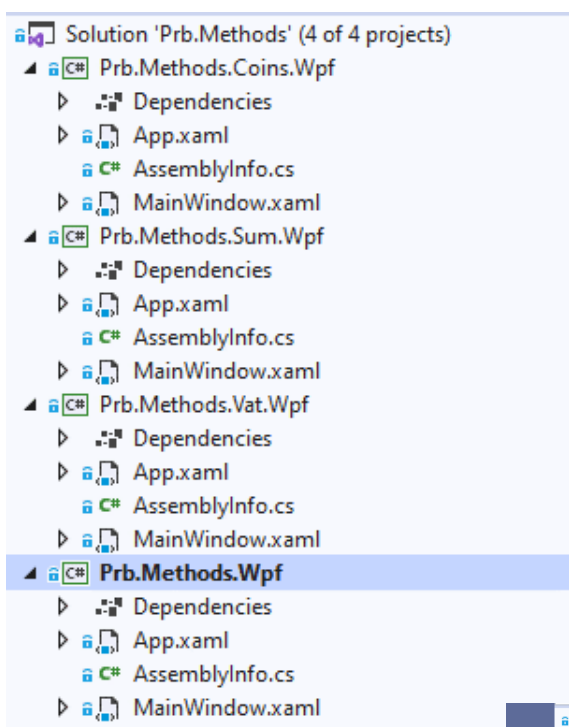 Solution 'Prb.Methods' (4 of 4 projects)
C# Prb.Methods.Coins.Wpf
Dependencies
App.xaml
C# AssemblyInfo.cs
MainWindow.xaml
C# Prb.Methods.Sum.Wpf
Dependencies
App.xaml
C# AssemblyInfo.cs
MainWindow.xaml
C# Prb.Methods.Vat.Wpf
Dependencies
App.xaml
C# AssemblyInfo.cs
MainWindow.xaml
C# Prb.Methods.Wpf
Dependencies
App.xaml
C# AssemblyInfo.cs
MainWindow.xaml